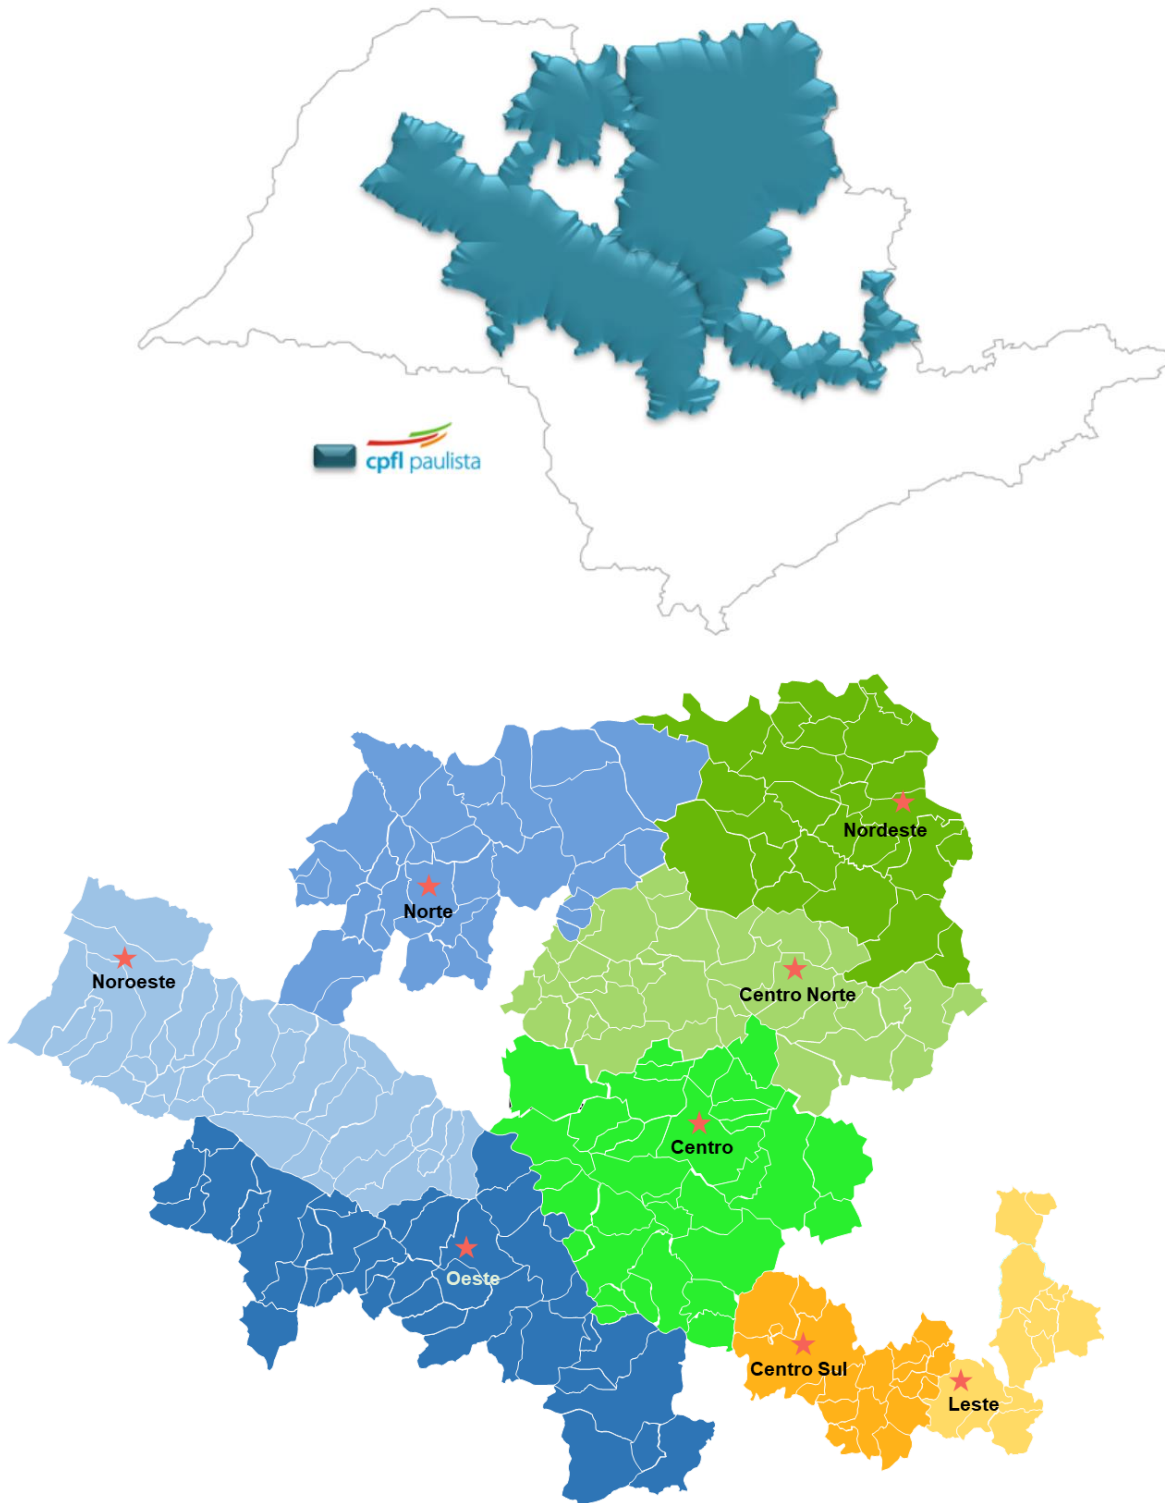 cpfl paulista
Nordeste
Norte
Noroeste
Centro Norte
Centro
Oeste
Centro Sul
Leste